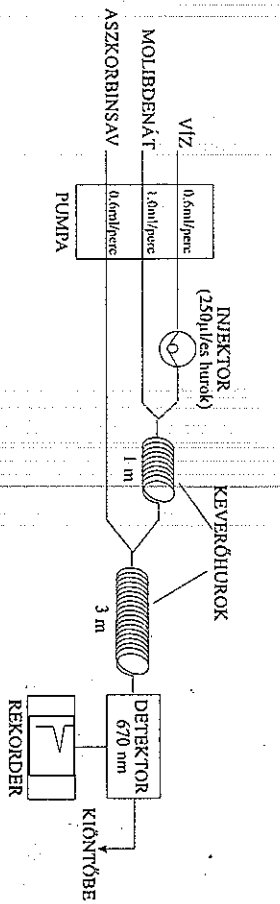 VÍZ
MOLIBDENÁT
ASZKORBINSAV
0.6ml/perc
1.0ml/perc
0.6ml/perc
PUMPA
INJEKTOR
(250µl/es hurok)
1 m
KEVERŐHUROK
3 m
DETEKTOR
670 nm
REKORDER
KIÖNTŐBE